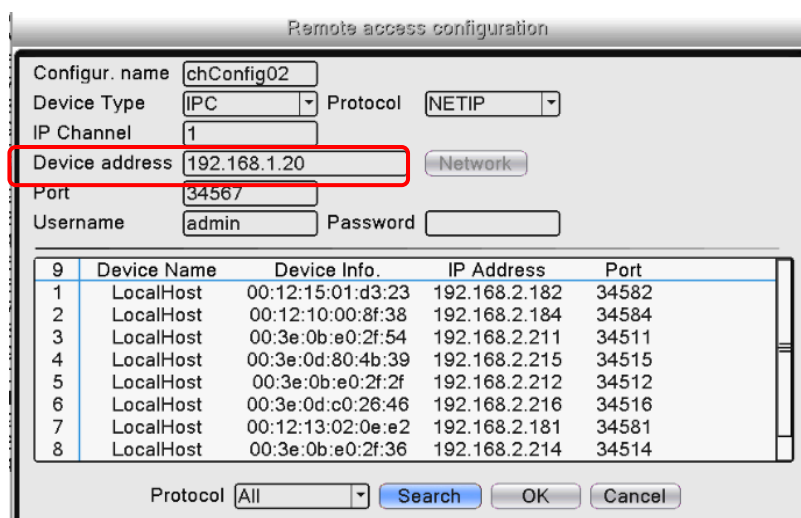 Remote access configuration
Configur. name chConfig02
Device Type IPC Protocol NETIP
IP Channel 1
Device address 192.168.1.20 Network
Port 34567
Username admin Password
9 Device Name Device Info. IP Address Port
1 LocalHost 00:12:15:01:d3:23 192.168.2.182 34582
2 LocalHost 00:12:10:00:8f:38 192.168.2.184 34584
3 LocalHost 00:3e:0b:e0:2f:54 192.168.2.211 34511
4 LocalHost 00:3e:0d:80:4b:39 192.168.2.215 34515
5 LocalHost 00:3e:0b:e0:2f:2f 192.168.2.212 34512
6 LocalHost 00:3e:0d:c0:26:46 192.168.2.216 34516
7 LocalHost 00:12:13:02:0e:e2 192.168.2.181 34581
8 LocalHost 00:3e:0b:e0:2f:36 192.168.2.214 34514
Protocol All Search OK Cancel